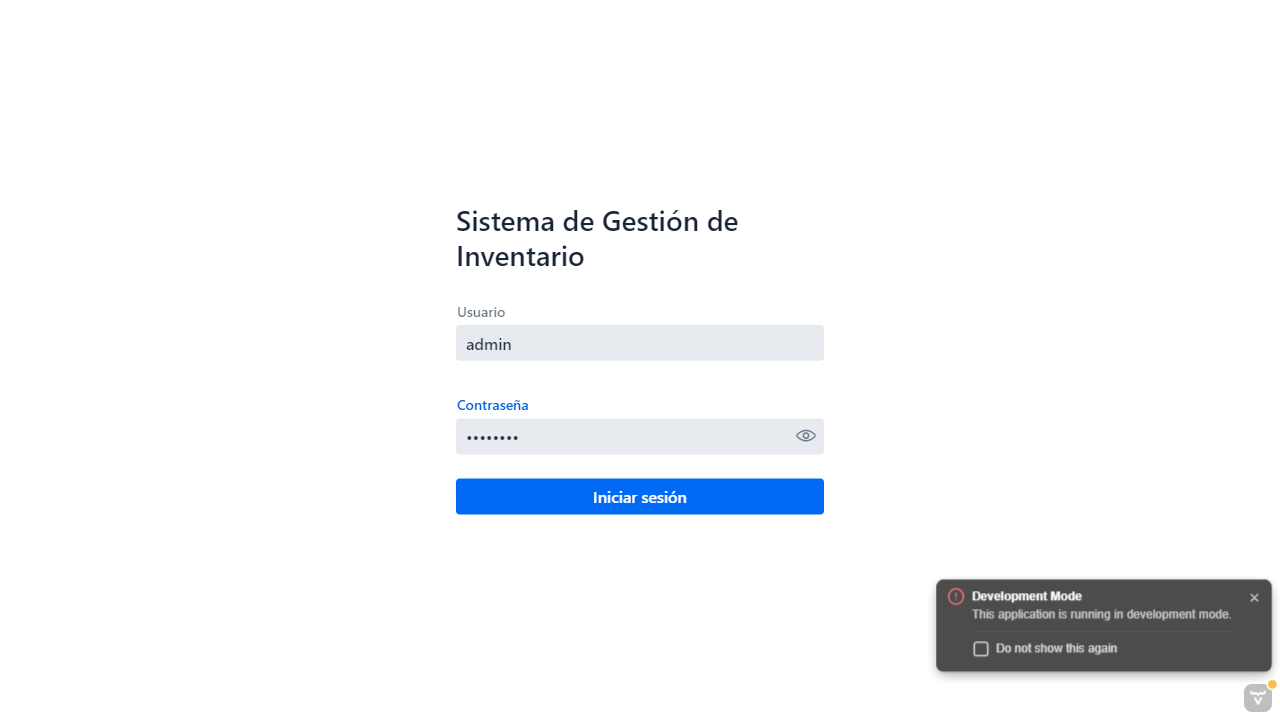 Sistema de Gestión de
Inventario
Usuario
admin
Contraseña
••••••••
Iniciar sesión
Development Mode
This application is running in development mode.
Do not show this again